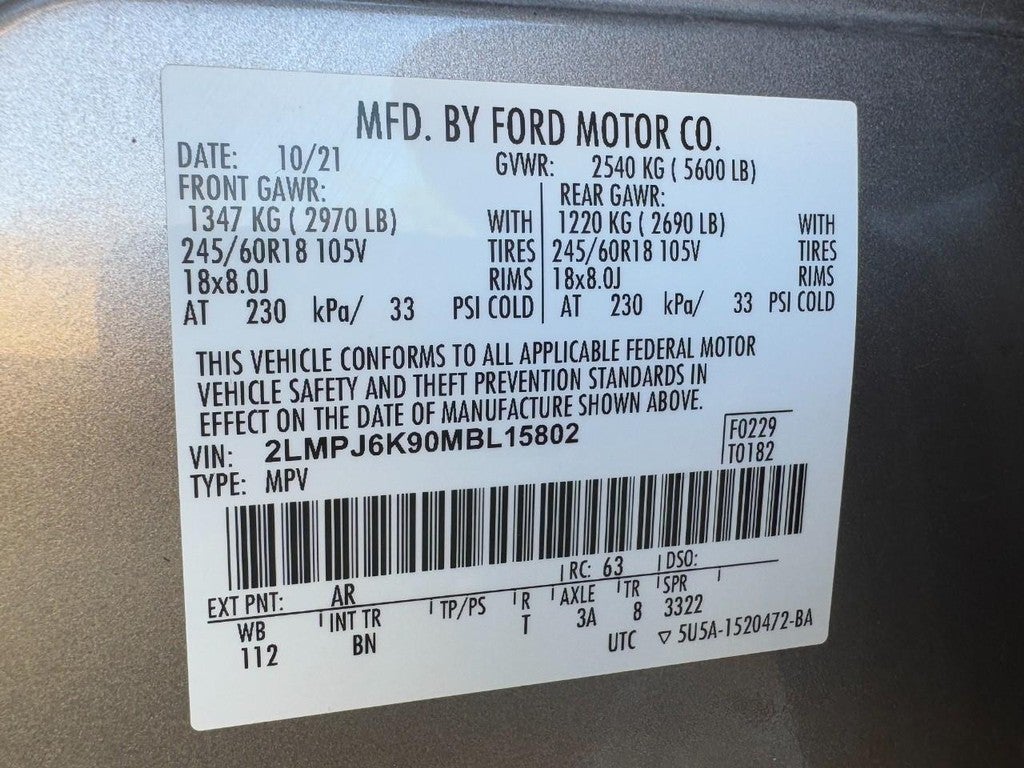 MFD. BY FORD MOTOR CO.
DATE: 10/21 GVWR: 2540 KG ( 5600 LB)
FRONT GAWR: REAR GAWR:
1347 KG ( 2970 LB) WITH 1220 KG ( 2690 LB) WITH
245/60R18 105V TIRES 245/60R18 105V TIRES
18x8.0J RIMS 18x8.0J RIMS
AT 230 kPa/ 33 PSI COLD AT 230 kPa/ 33 PSI COLD
THIS VEHICLE CONFORMS TO ALL APPLICABLE FEDERAL MOTOR
VEHICLE SAFETY AND THEFT PREVENTION STANDARDS IN
EFFECT ON THE DATE OF MANUFACTURE SHOWN ABOVE.
VIN: 2LMPJ6K90MBL15802 F0229
TYPE: MPV T0182
EXT PNT: AR RC: 63 DSO:
WB INT TR TP/PS R AXLE TR SPR
112 BN T 3A 8 3322
UTC ▽ 5U5A-1520472-BA